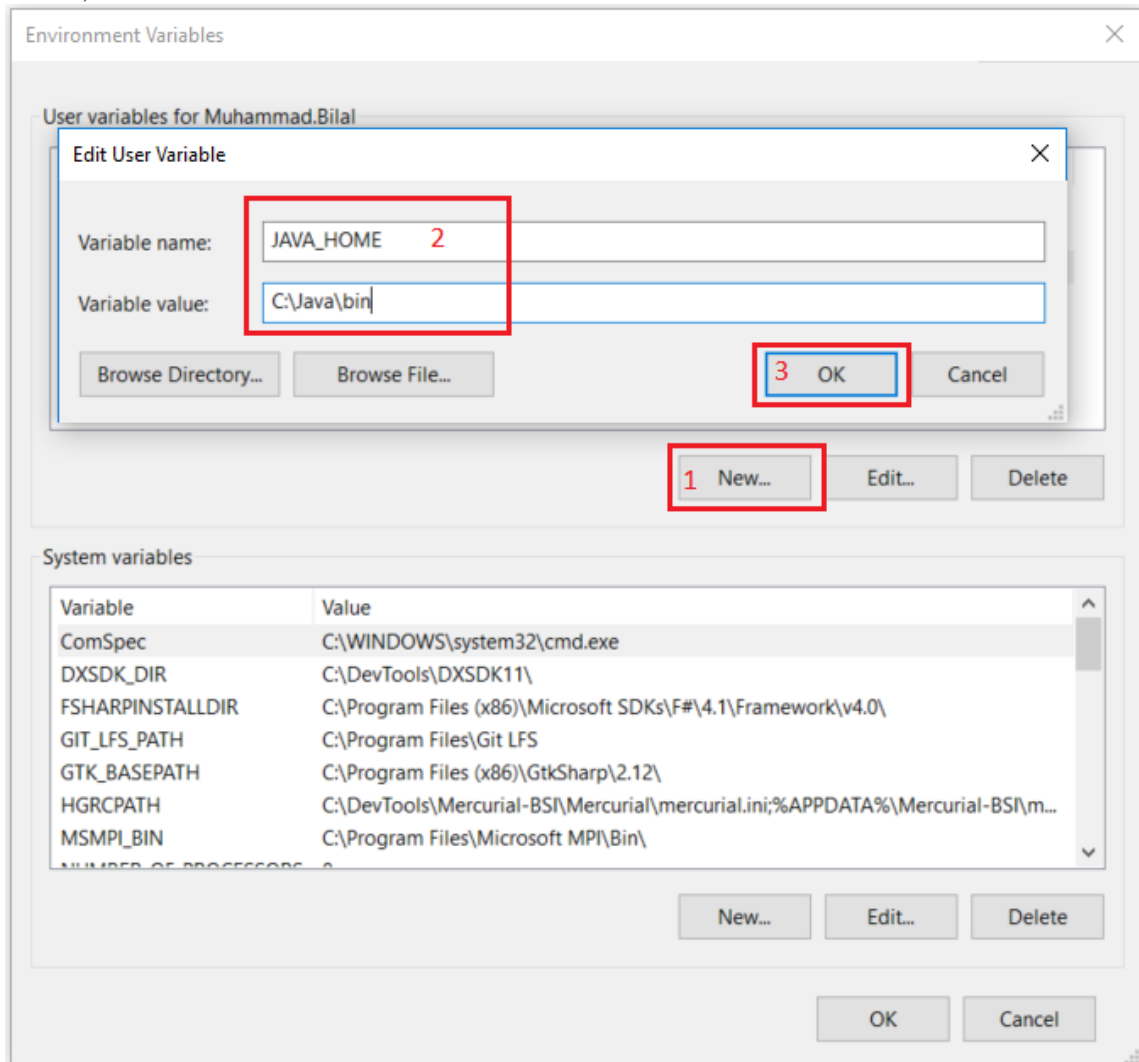 Environment Variables
User variables for Muhammad.Bilal
Edit User Variable
Variable name: JAVA_HOME 2
Variable value: C:\Java\bin
Browse Directory... Browse File... 3 OK Cancel
1 New... Edit... Delete
System variables
Variable Value
ComSpec C:\WINDOWS\system32\cmd.exe
DXSDK_DIR C:\DevTools\DXSDK11\
FSHARPINSTALLDIR C:\Program Files (x86)\Microsoft SDKs\F#\4.1\Framework\v4.0\
GIT_LFS_PATH C:\Program Files\Git LFS
GTK_BASEPATH C:\Program Files (x86)\GtkSharp\2.12\
HGRCPATH C:\DevTools\Mercurial-BSI\Mercurial\mercurial.ini;%APPDATA%\Mercurial-BSI\m...
MSMPI_BIN C:\Program Files\Microsoft MPI\Bin\
NUMBER_OF_PROCESSORS
New... Edit... Delete
OK Cancel